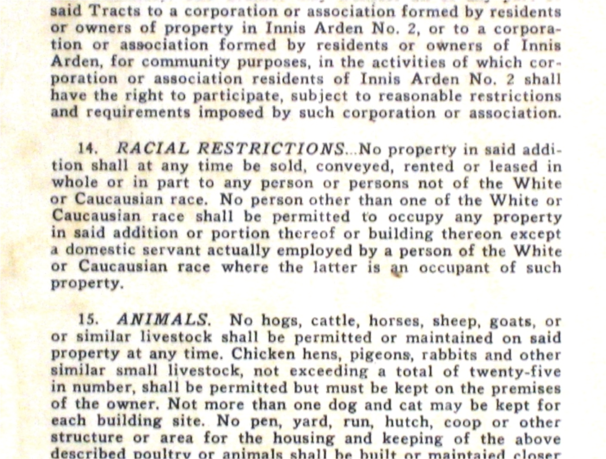 said Tracts to a corporation or association formed by residents
or owners of property in Innis Arden No. 2, or to a corpora-
tion or association formed by residents or owners of Innis
Arden, for community purposes, in the activities of which cor-
poration or association residents of Innis Arden No. 2 shall
have the right to participate, subject to reasonable restrictions
and requirements imposed by such corporation or association.
14. RACIAL RESTRICTIONS...No property in said addi-
tion shall at any time be sold, conveyed, rented or leased in
whole or in part to any person or persons not of the White
or Caucausian race. No person other than one of the White or
Caucausian race shall be permitted to occupy any property
in said addition or portion thereof or building thereon except
a domestic servant actually employed by a person of the White
or Caucausian race where the latter is an occupant of such
property.
15. ANIMALS. No hogs, cattle, horses, sheep, goats, or
or similar livestock shall be permitted or maintained on said
property at any time. Chicken hens, pigeons, rabbits and other
similar small livestock, not exceeding a total of twenty-five
in number, shall be permitted but must be kept on the premises
of the owner. Not more than one dog and cat may be kept for
each building site. No pen, yard, run, hutch, coop or other
structure or area for the housing and keeping of the above
described poultry or animals shall be built or maintaied closer